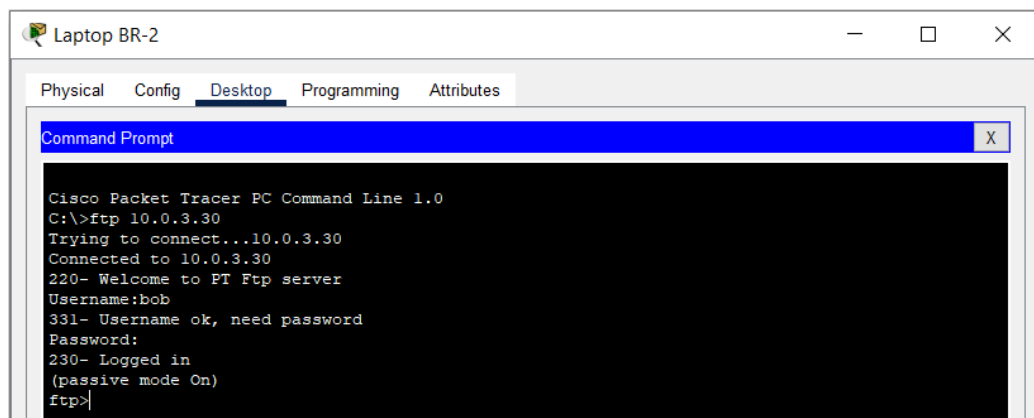 Laptop BR-2
Physical Config Desktop Programming Attributes
Command Prompt X
Cisco Packet Tracer PC Command Line 1.0
C:\>ftp 10.0.3.30
Trying to connect...10.0.3.30
Connected to 10.0.3.30
220- Welcome to PT Ftp server
Username:bob
331- Username ok, need password
Password:
230- Logged in
(passive mode On)
ftp>